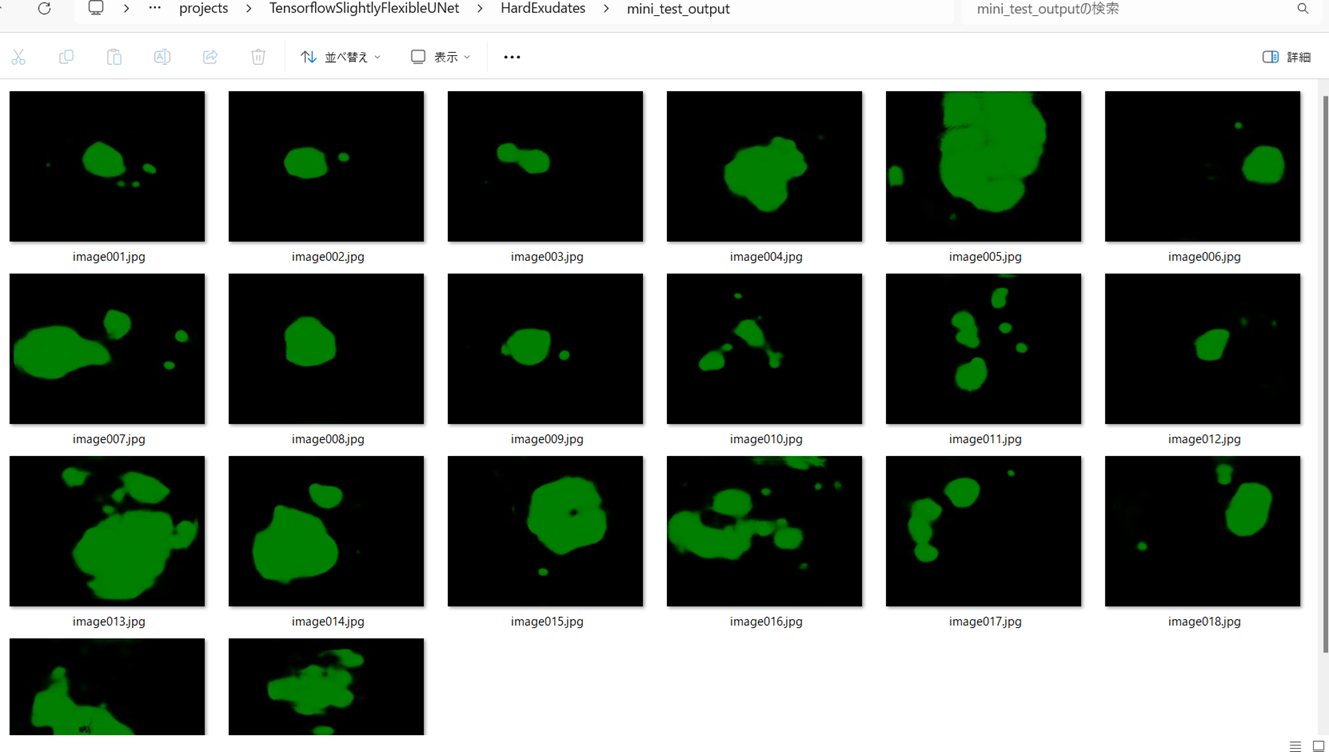 … projects > TensorflowSlightlyFlexibleUNet > HardExudates > mini_test_output mini_test_outputの検索
並べ替え 表示 … 詳細
image001.jpg image002.jpg image003.jpg image004.jpg image005.jpg image006.jpg
image007.jpg image008.jpg image009.jpg image010.jpg image011.jpg image012.jpg
image013.jpg image014.jpg image015.jpg image016.jpg image017.jpg image018.jpg